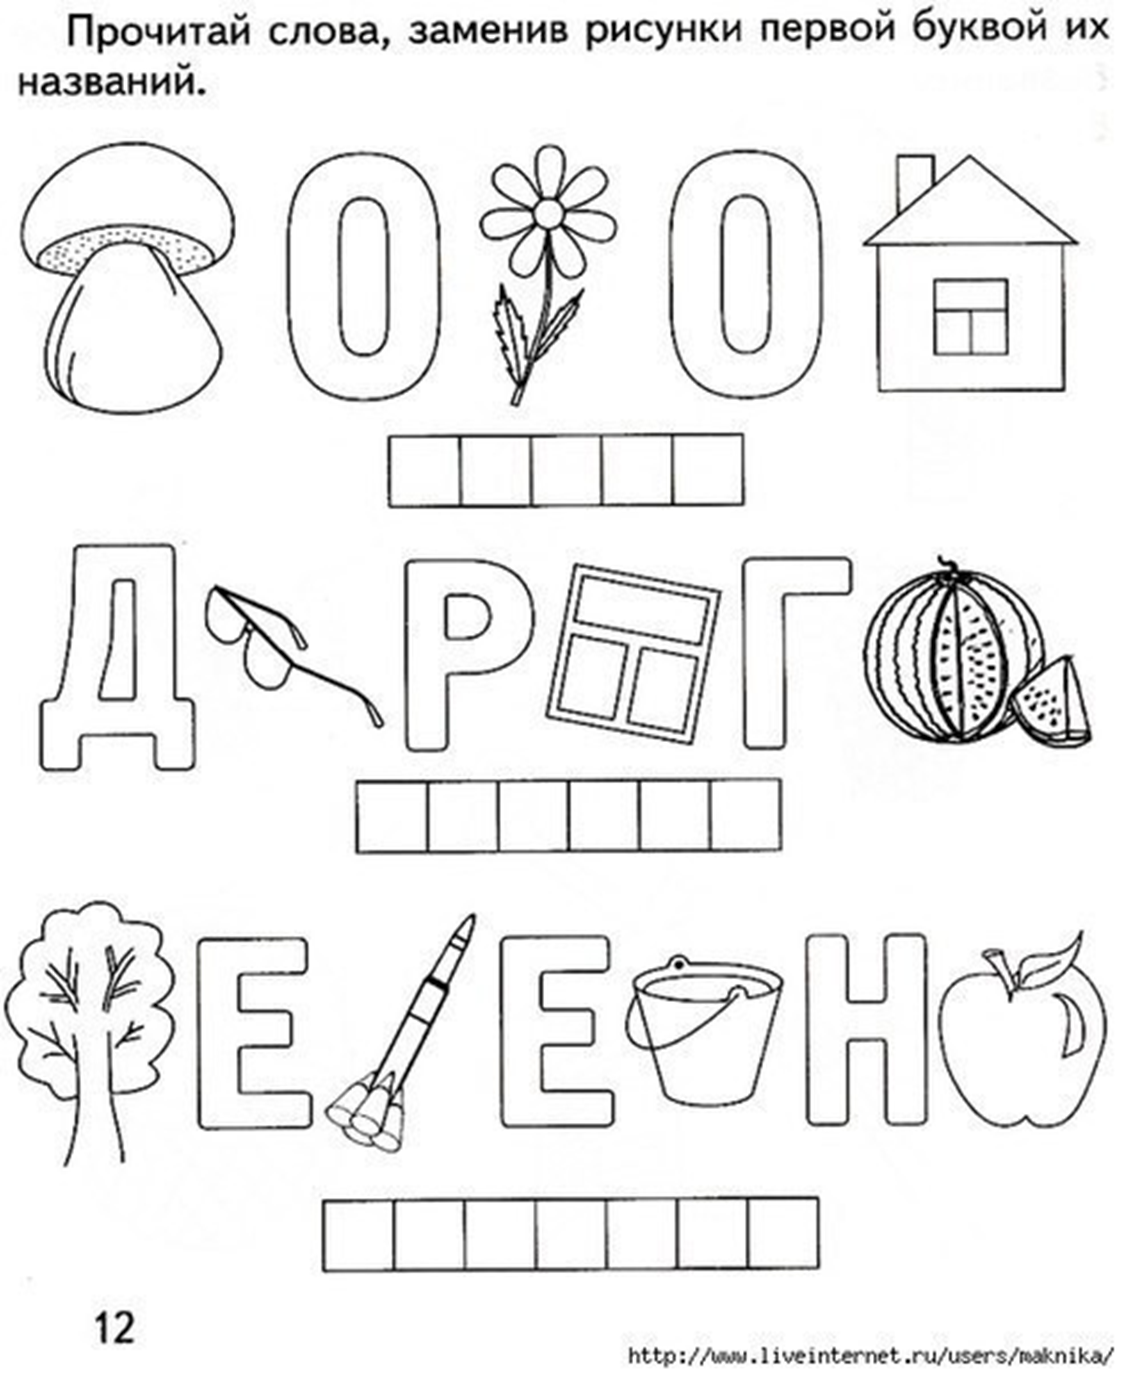 Прочитай слова, заменив рисунки первой буквой их
названий.
О О
Д Р Г
Е Е Н
12
http://www.liveinternet.ru/users/maknika/